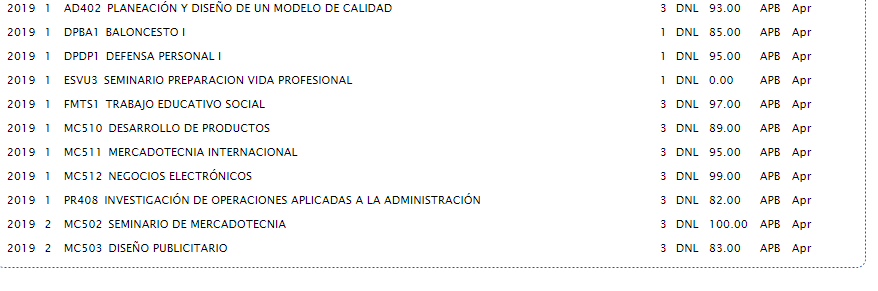 2019 1 AD402 PLANEACIÓN Y DISEÑO DE UN MODELO DE CALIDAD 3 DNL 93.00 APB Apr
2019 1 DPBA1 BALONCESTO I 1 DNL 85.00 APB Apr
2019 1 DPDP1 DEFENSA PERSONAL I 1 DNL 95.00 APB Apr
2019 1 ESVU3 SEMINARIO PREPARACION VIDA PROFESIONAL 1 DNL 0.00 APB Apr
2019 1 FMTS1 TRABAJO EDUCATIVO SOCIAL 3 DNL 97.00 APB Apr
2019 1 MC510 DESARROLLO DE PRODUCTOS 3 DNL 89.00 APB Apr
2019 1 MC511 MERCADOTECNIA INTERNACIONAL 3 DNL 95.00 APB Apr
2019 1 MC512 NEGOCIOS ELECTRÓNICOS 3 DNL 99.00 APB Apr
2019 1 PR408 INVESTIGACIÓN DE OPERACIONES APLICADAS A LA ADMINISTRACIÓN 3 DNL 82.00 APB Apr
2019 2 MC502 SEMINARIO DE MERCADOTECNIA 3 DNL 100.00 APB Apr
2019 2 MC503 DISEÑO PUBLICITARIO 3 DNL 83.00 APB Apr